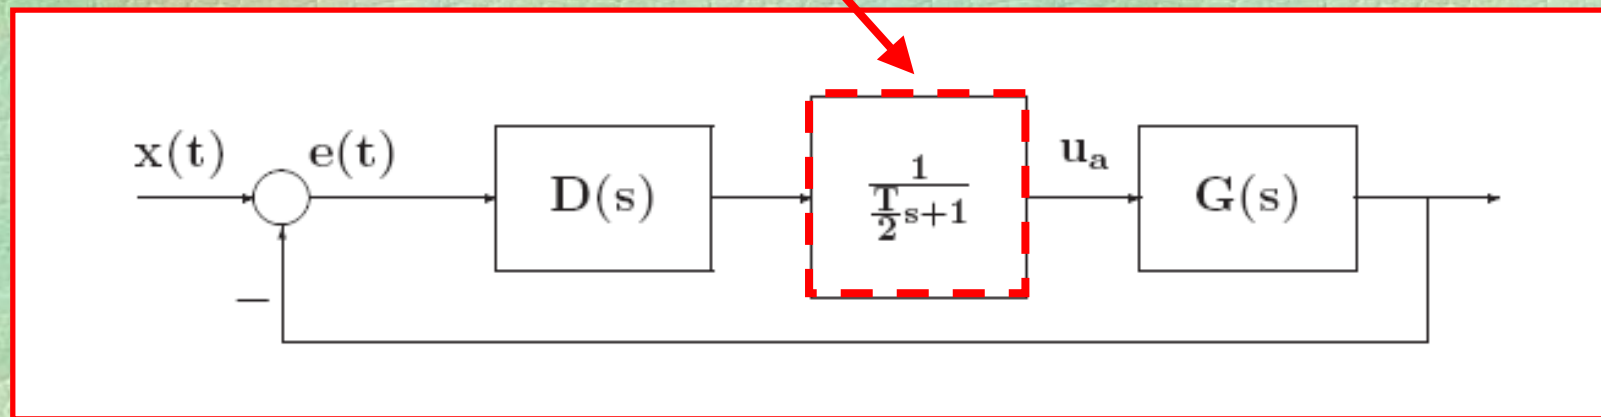 x(t)
e(t)
D(s)
1
T/2 s+1
u_a
G(s)
−